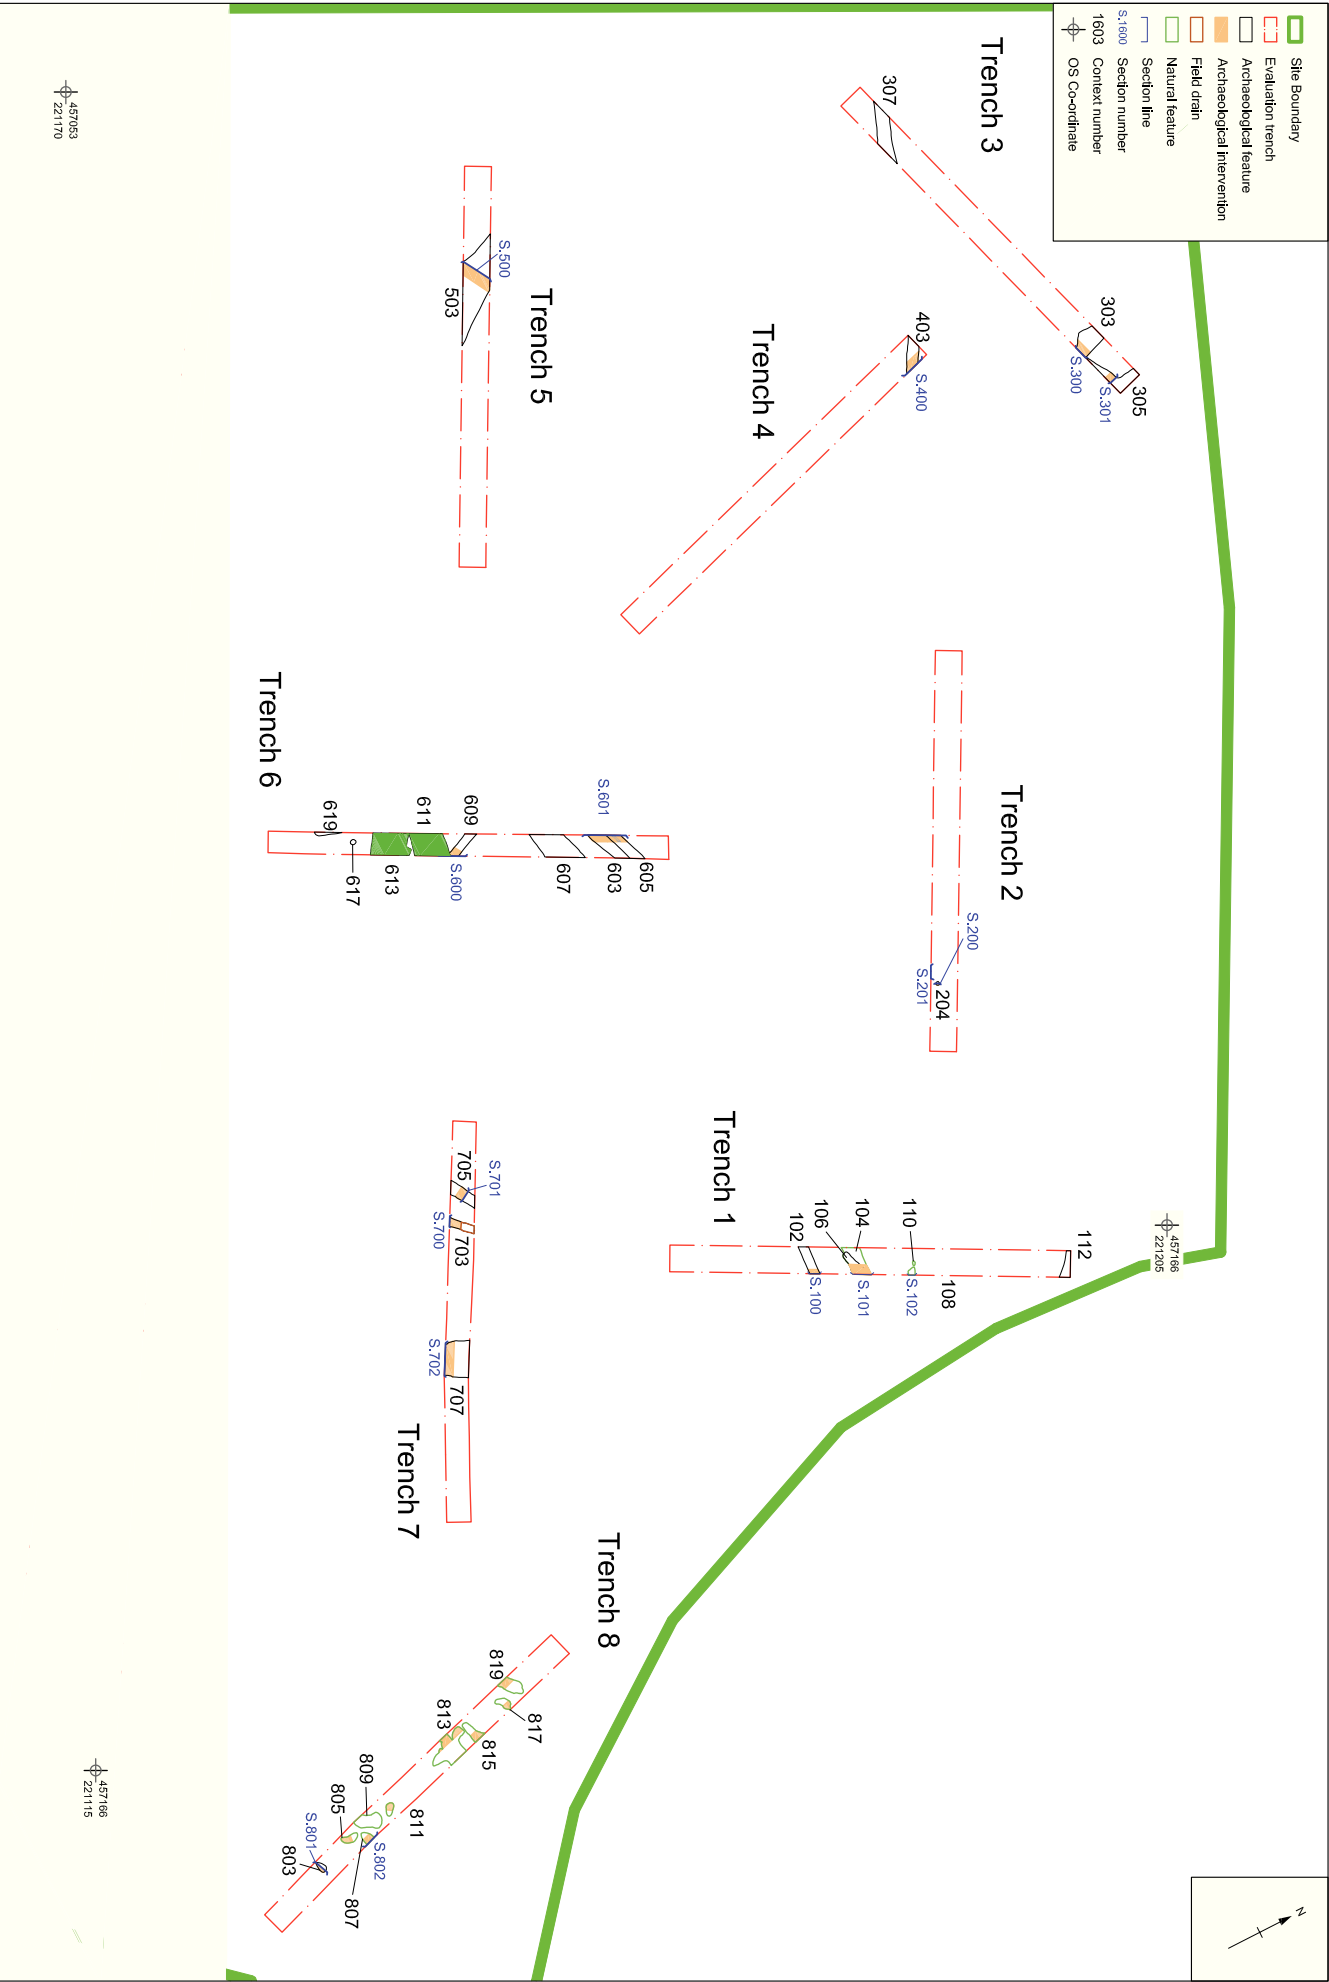 Site Boundary
Evaluation trench
Archaeological feature
Archaeological intervention
Field drain
Natural feature
Section line
S.1600 Section number
1603 Context number
OS Co-ordinate
N
Trench 3
307
303
305
S.300
S.301
Trench 4
403
S.400
Trench 5
S.500
503
Trench 2
S.200
S.201
204
Trench 6
619
617
613
611
609
S.600
607
S.601
603
605
Trench 1
102
S.100
106
104
S.101
110
S.102
108
112
457166
221205
Trench 7
705
S.701
S.700
703
S.702
707
Trench 8
819
817
813
815
809
811
805
S.802
807
S.801
803
457053
221170
457166
221115